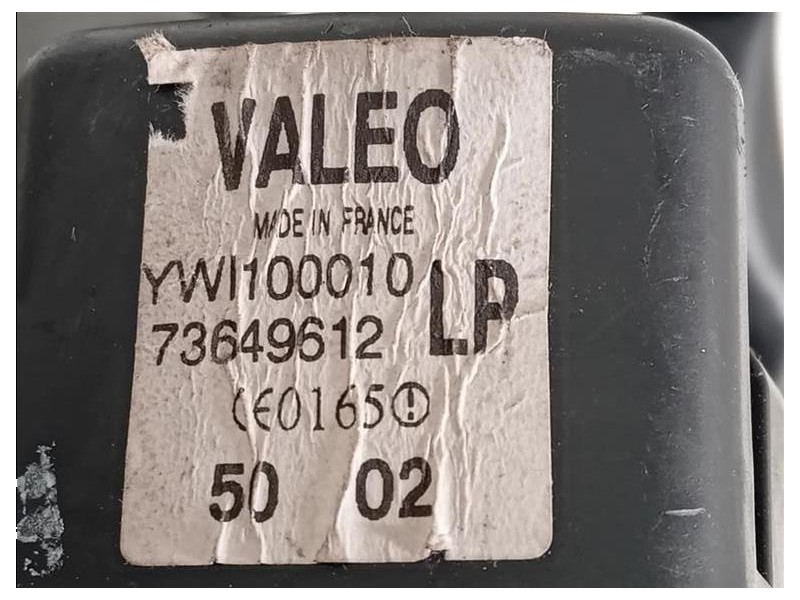 VALEO
MADE IN FRANCE
YWI100010 LP
73649612
CE0165
50 02